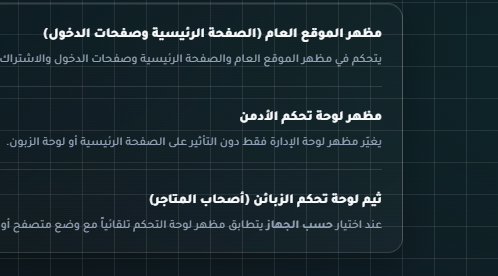 مظهر الموقع العام (الصفحة الرئيسية وصفحات الدخول)
يتحكم في مظهر الموقع العام والصفحة الرئيسية وصفحات الدخول والاشتراك
مظهر لوحة تحكم الأدمن
يغيّر مظهر لوحة الإدارة فقط دون التأثير على الصفحة الرئيسية أو لوحة الزبون.
ثيم لوحة تحكم الزبائن (أصحاب المتاجر)
عند اختيار حسب الجهاز يتطابق مظهر لوحة التحكم تلقائياً مع وضع متصفح أو